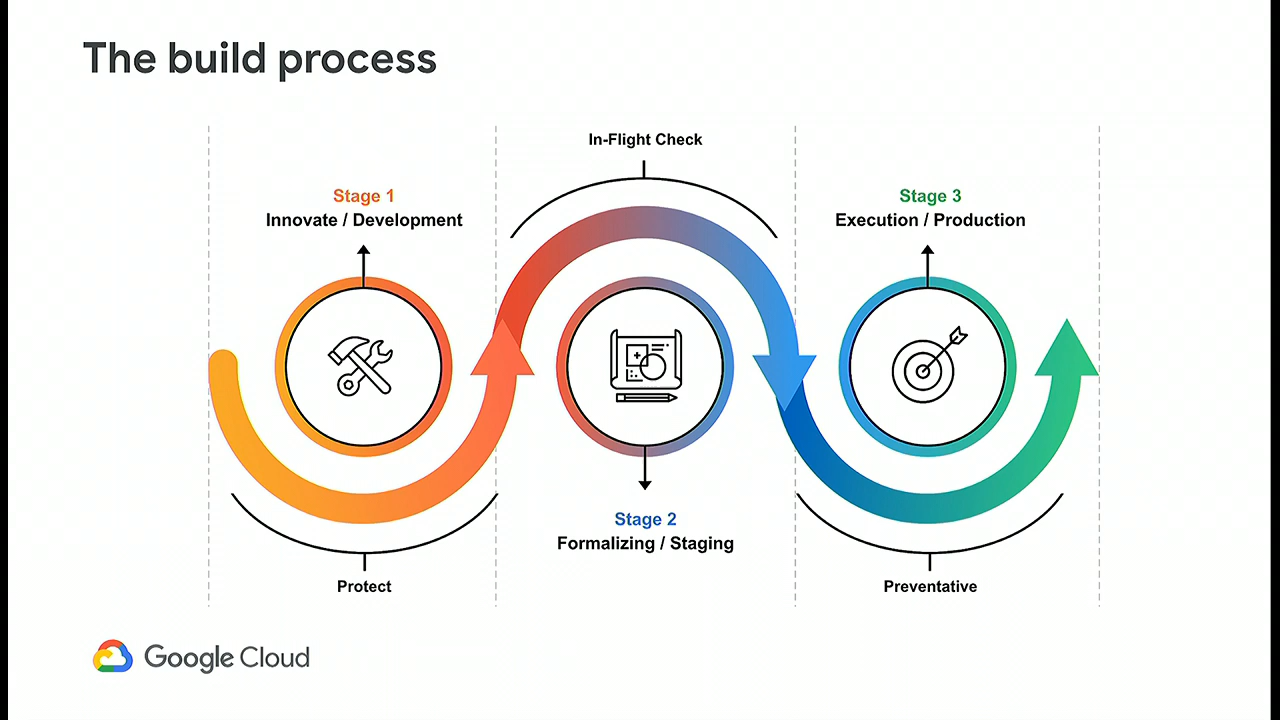 The build process
In-Flight Check
Stage 1
Innovate / Development
Stage 3
Execution / Production
Stage 2
Formalizing / Staging
Protect
Preventative
Google Cloud